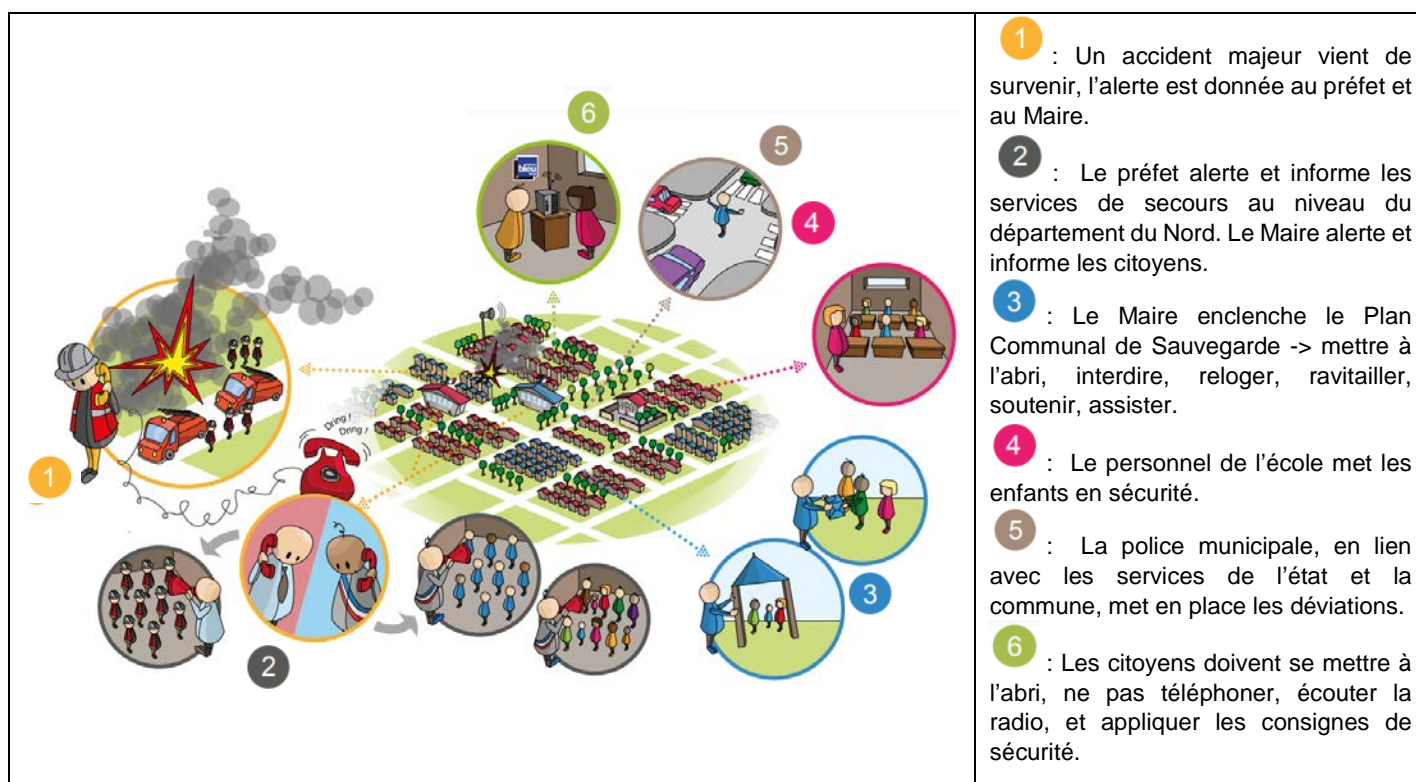 6
5
4
bleu
Dring !
Dring !
1
3
2
1 : Un accident majeur vient de
survenir, l'alerte est donnée au préfet et
au Maire.
2 : Le préfet alerte et informe les
services de secours au niveau du
département du Nord. Le Maire alerte et
informe les citoyens.
3 : Le Maire enclenche le Plan
Communal de Sauvegarde -> mettre à
l'abri, interdire, reloger, ravitailler,
soutenir, assister.
4 : Le personnel de l'école met les
enfants en sécurité.
5 : La police municipale, en lien
avec les services de l'état et la
commune, met en place les déviations.
6 : Les citoyens doivent se mettre à
l'abri, ne pas téléphoner, écouter la
radio, et appliquer les consignes de
sécurité.